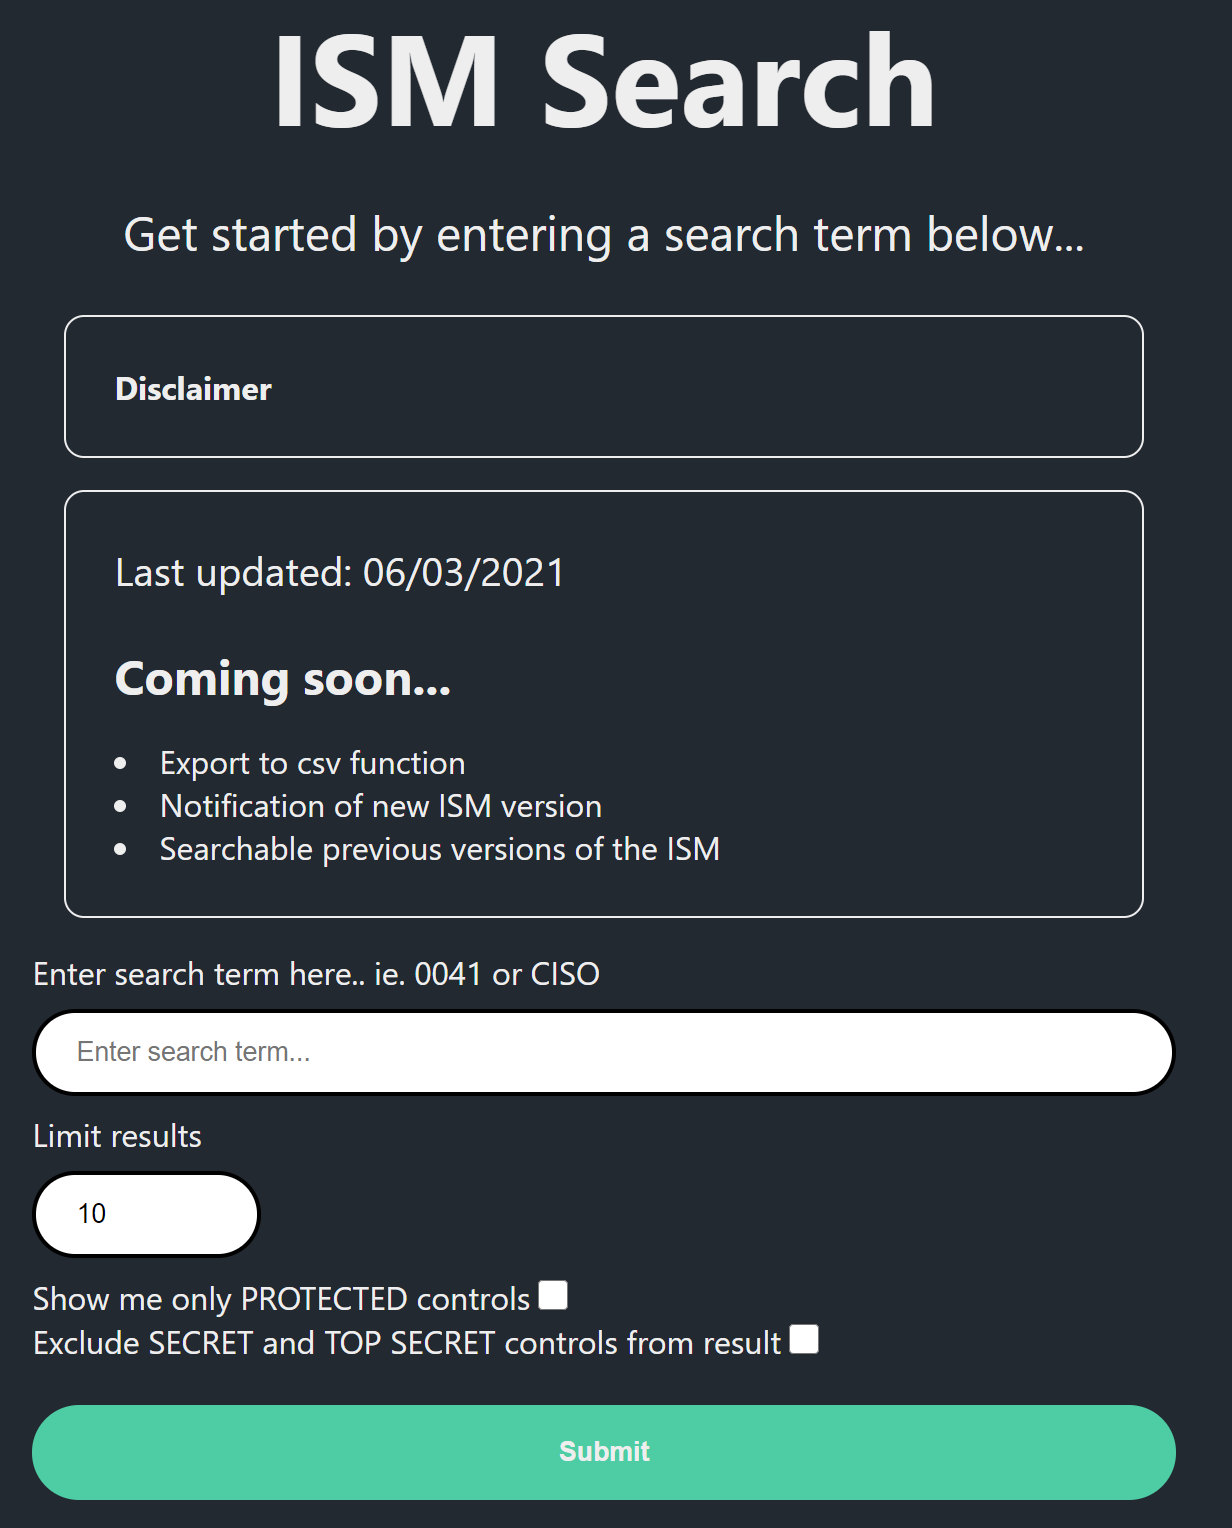 ISM Search
Get started by entering a search term below...
Disclaimer
Last updated: 06/03/2021
Coming soon...
Export to csv function
Notification of new ISM version
Searchable previous versions of the ISM
Enter search term here.. ie. 0041 or CISO
Enter search term...
Limit results
10
Show me only PROTECTED controls
Exclude SECRET and TOP SECRET controls from result
Submit